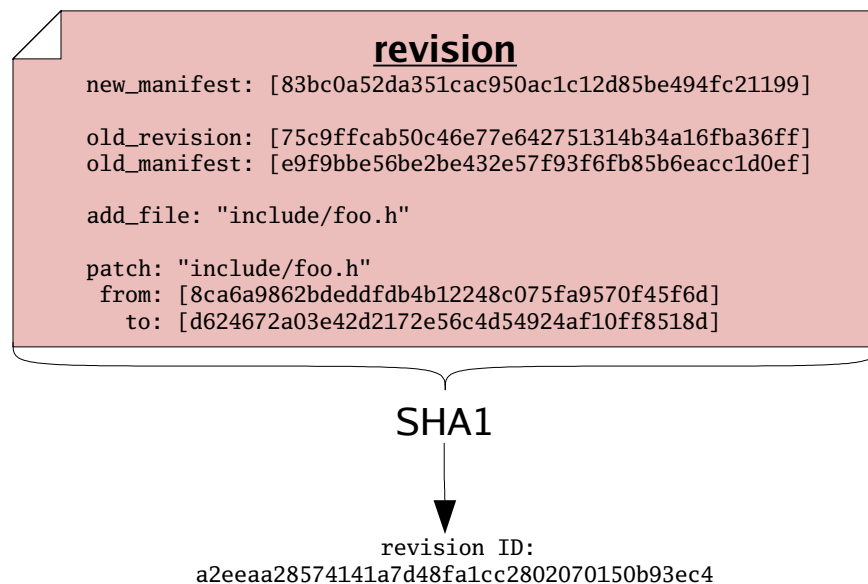 revision
new_manifest: [83bc0a52da351cac950ac1c12d85be494fc21199]
old_revision: [75c9ffcab50c46e77e642751314b34a16fba36ff]
old_manifest: [e9f9bbe56be2be432e57f93f6fb85b6eacc1d0ef]
add_file: "include/foo.h"
patch: "include/foo.h"
from: [8ca6a9862bdeddfdb4b12248c075fa9570f45f6d]
to: [d624672a03e42d2172e56c4d54924af10ff8518d]
SHA1
revision ID:
a2eeaa28574141a7d48fa1cc2802070150b93ec4